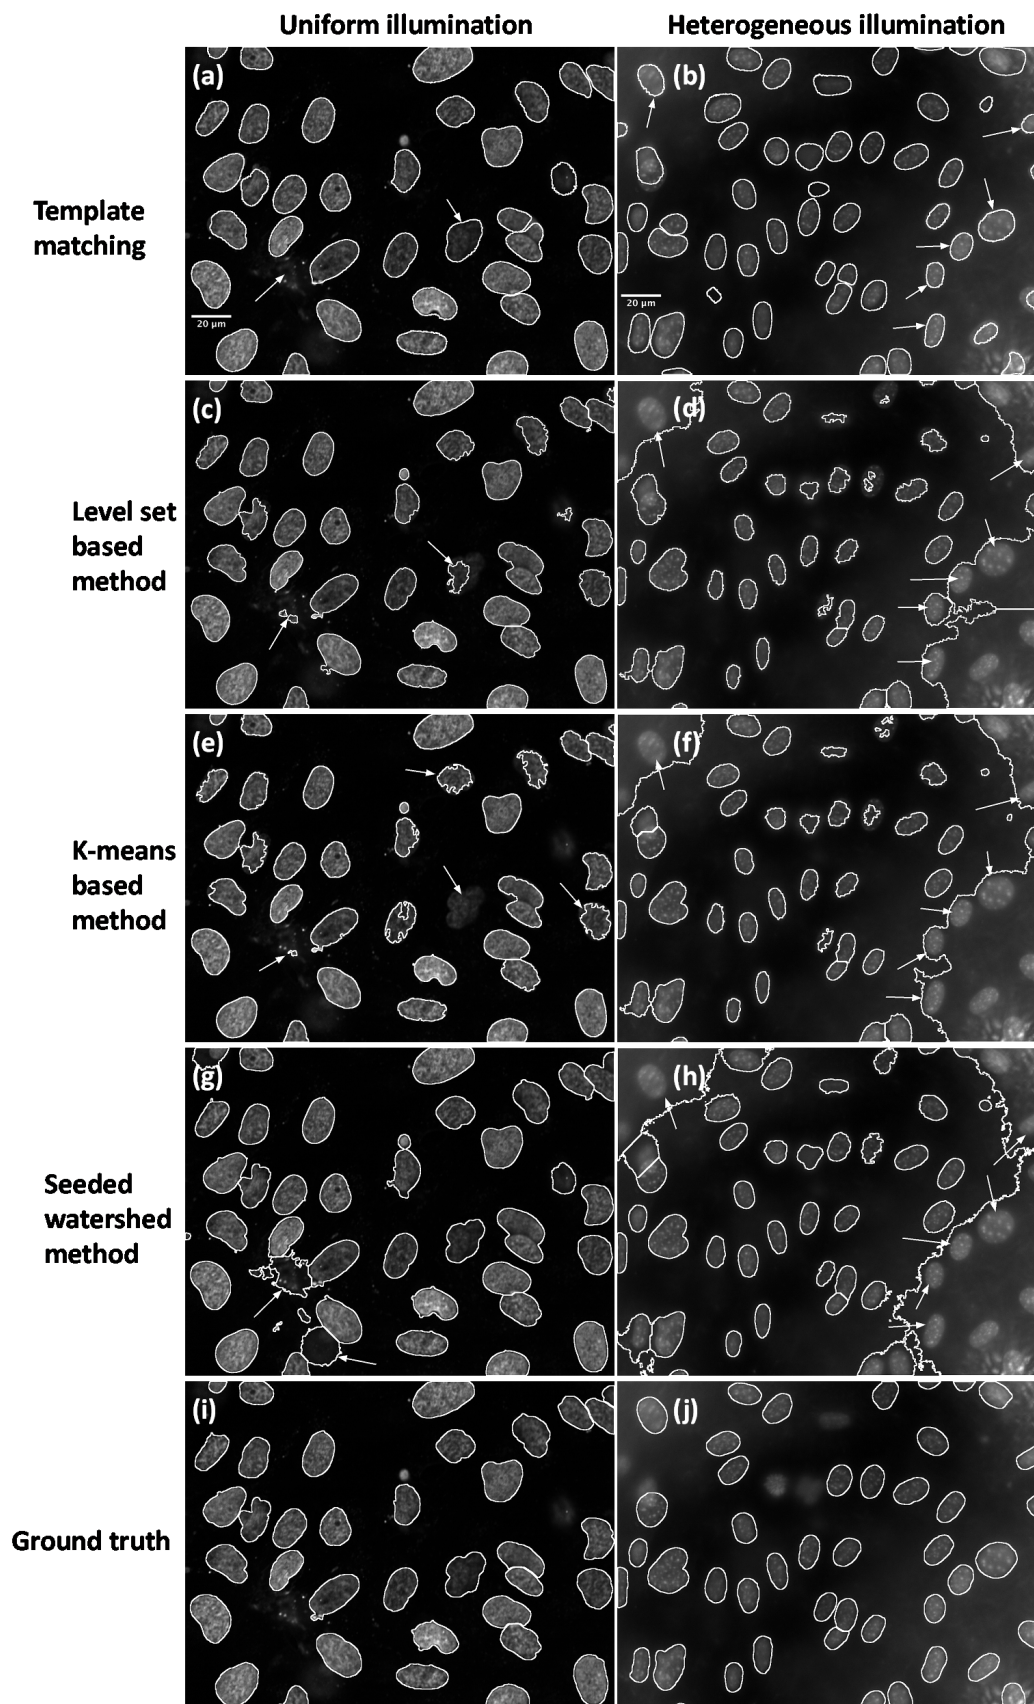 Uniform illumination
Heterogeneous illumination
Template
matching
(a)
20 µm
(b)
20 µm
Level set
based
method
(c)
(d)
K-means
based
method
(e)
(f)
Seeded
watershed
method
(g)
(h)
Ground truth
(i)
(j)